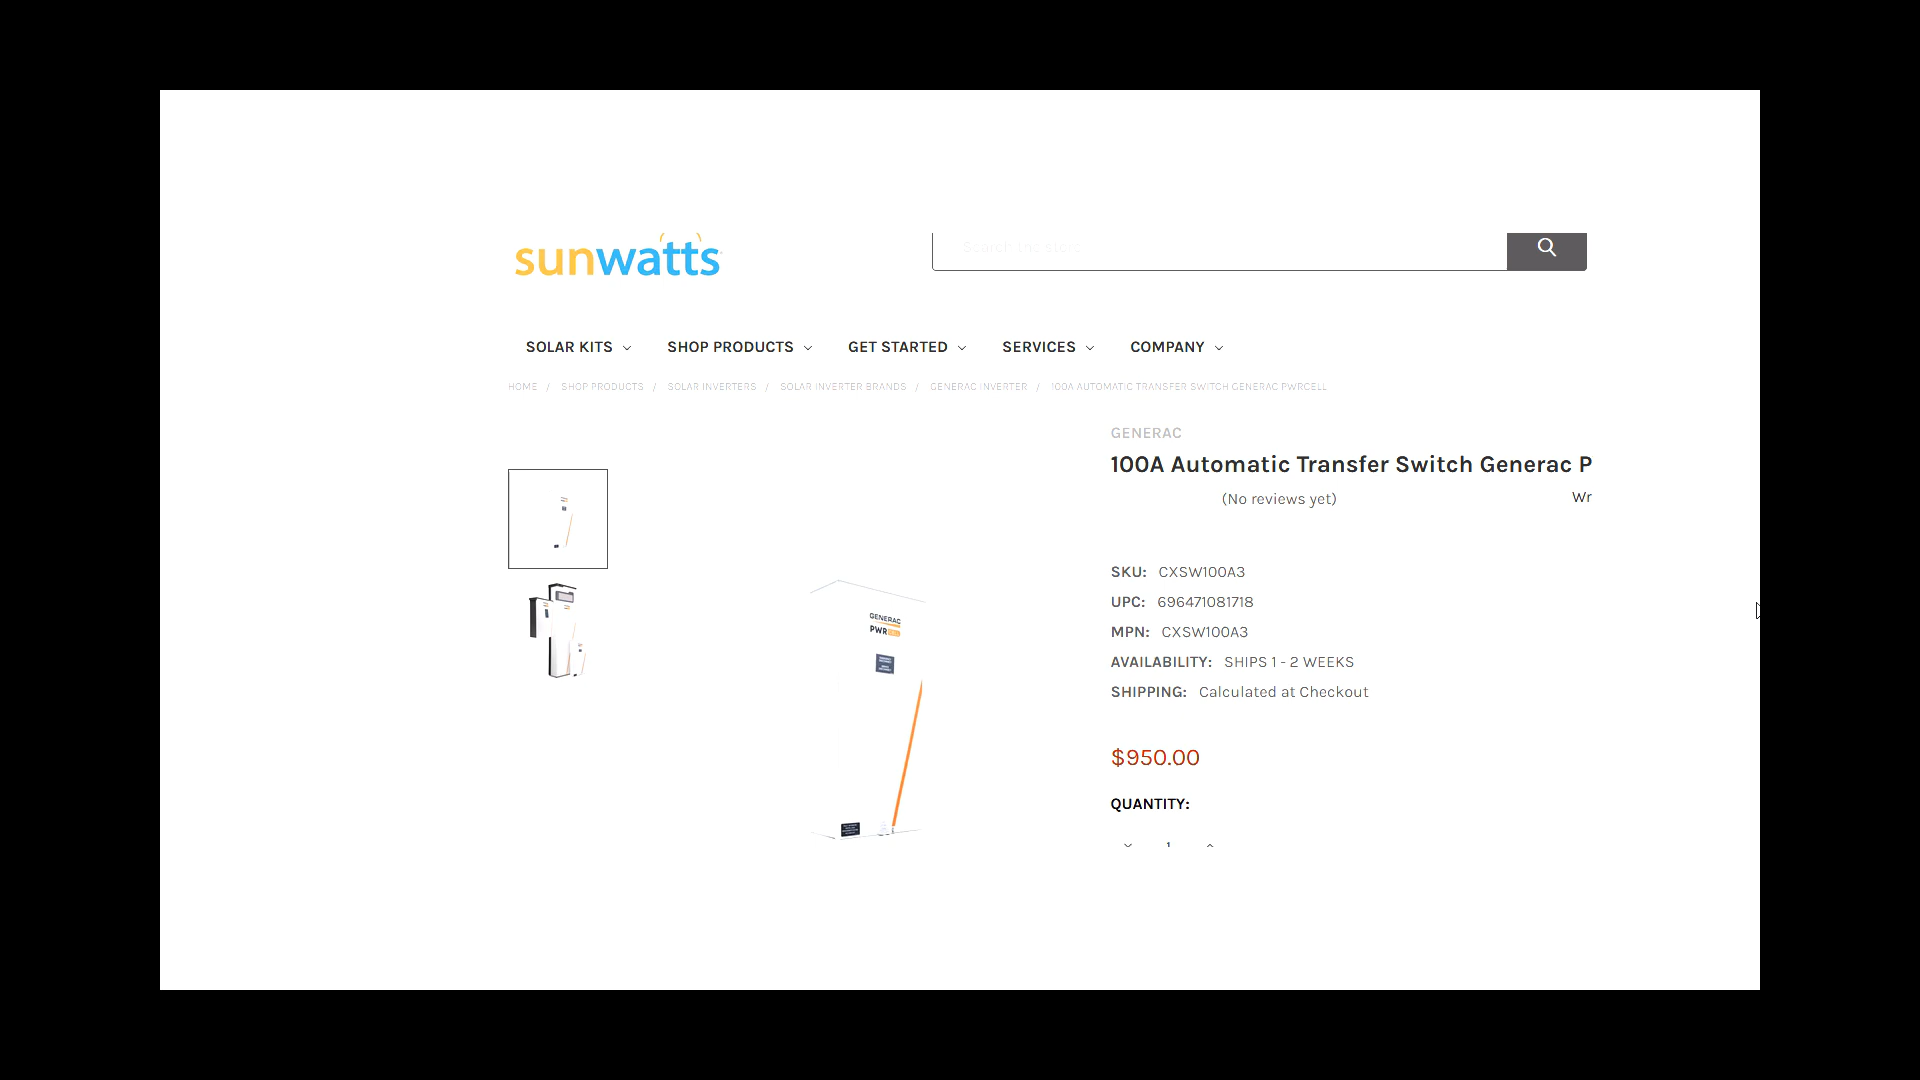 sunwatts
SOLAR KITS
SHOP PRODUCTS
GET STARTED
SERVICES
COMPANY
HOME / SHOP PRODUCTS / SOLAR INVERTERS / SOLAR INVERTER BRANDS / GENERAC INVERTER / 100A AUTOMATIC TRANSFER SWITCH GENERAC PWRCELL
GENERAC
100A Automatic Transfer Switch Generac P
(No reviews yet)
Wr
SKU: CXSW100A3
UPC: 696471081718
MPN: CXSW100A3
AVAILABILITY: SHIPS 1 - 2 WEEKS
SHIPPING: Calculated at Checkout
$950.00
QUANTITY:
1
GENERAC
PWR